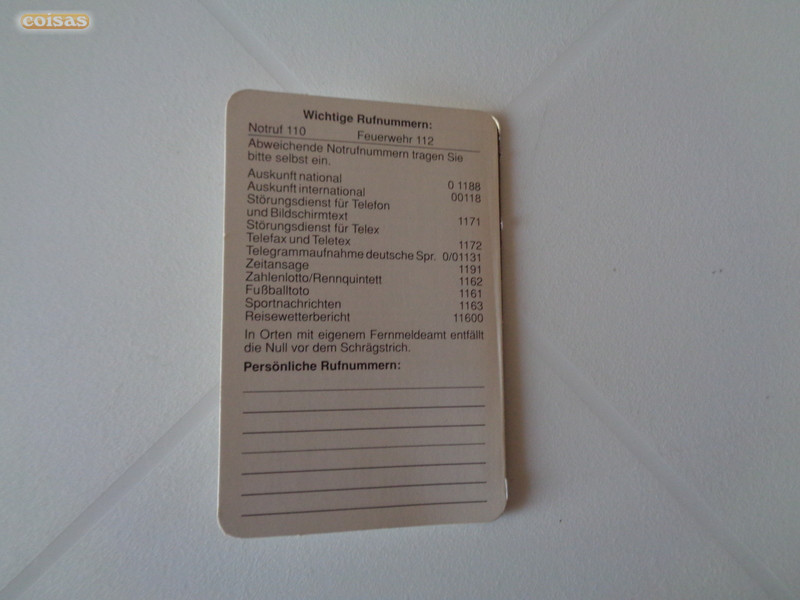 coisas
Wichtige Rufnummern:
Notruf 110 Feuerwehr 112
Abweichende Notrufnummern tragen Sie
bitte selbst ein.
Auskunft national 0 1188
Auskunft international 00118
Störungsdienst für Telefon
und Bildschirmtext 1171
Störungsdienst für Telex
Telefax und Teletex 1172
Telegrammaufnahme deutsche Spr. 0/01131
Zeitansage 1191
Zahlenlotto/Rennquintett 1162
Fußballtoto 1161
Sportnachrichten 1163
Reisewetterbericht 11600
In Orten mit eigenem Fernmeldeamt entfällt
die Null vor dem Schrägstrich.
Persönliche Rufnummern: